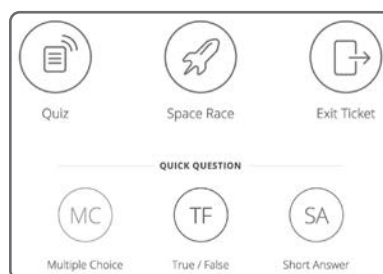 Quiz Space Race Exit Ticket
QUICK QUESTION
MC TF SA
Multiple Choice True / False Short Answer